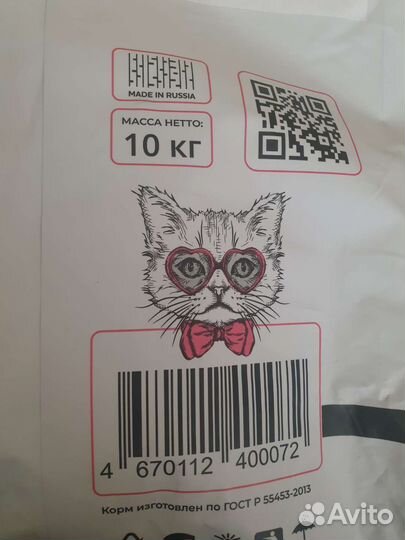 MADE IN RUSSIA
МАССА НЕТТО:
10 КГ
4 670112 400072
Корм изготовлен по ГОСТ Р 55453-2013
Avito